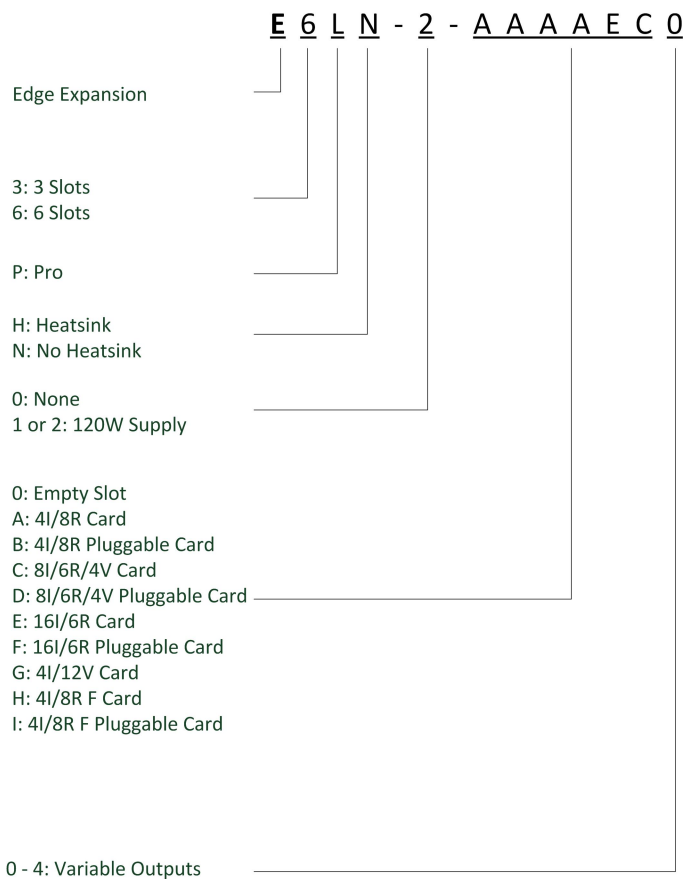 E 6 L N - 2 - A A A A E C 0
Edge Expansion
3: 3 Slots
6: 6 Slots
P: Pro
H: Heatsink
N: No Heatsink
0: None
1 or 2: 120W Supply
0: Empty Slot
A: 4I/8R Card
B: 4I/8R Pluggable Card
C: 8I/6R/4V Card
D: 8I/6R/4V Pluggable Card
E: 16I/6R Card
F: 16I/6R Pluggable Card
G: 4I/12V Card
H: 4I/8R F Card
I: 4I/8R F Pluggable Card
0 - 4: Variable Outputs